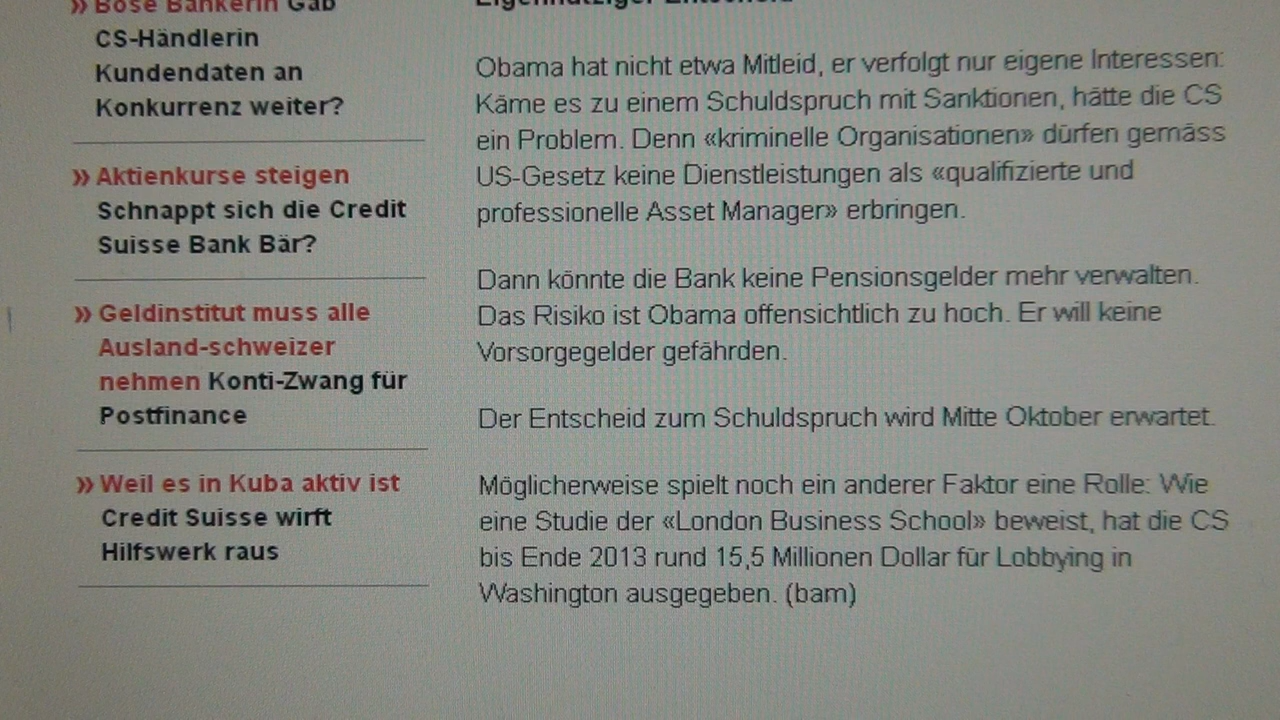 » Böse Bankerin Gab
CS-Händlerin
Kundendaten an
Konkurrenz weiter?
» Aktienkurse steigen
Schnappt sich die Credit
Suisse Bank Bär?
» Geldinstitut muss alle
Ausland-schweizer
nehmen Konti-Zwang für
Postfinance
» Weil es in Kuba aktiv ist
Credit Suisse wirft
Hilfswerk raus
Eigennütziger Entscheid
Obama hat nicht etwa Mitleid, er verfolgt nur eigene Interessen:
Käme es zu einem Schuldspruch mit Sanktionen, hätte die CS
ein Problem. Denn «kriminelle Organisationen» dürfen gemäss
US-Gesetz keine Dienstleistungen als «qualifizierte und
professionelle Asset Manager» erbringen.
Dann könnte die Bank keine Pensionsgelder mehr verwalten.
Das Risiko ist Obama offensichtlich zu hoch. Er will keine
Vorsorgegelder gefährden.
Der Entscheid zum Schuldspruch wird Mitte Oktober erwartet.
Möglicherweise spielt noch ein anderer Faktor eine Rolle: Wie
eine Studie der «London Business School» beweist, hat die CS
bis Ende 2013 rund 15,5 Millionen Dollar für Lobbying in
Washington ausgegeben. (bam)